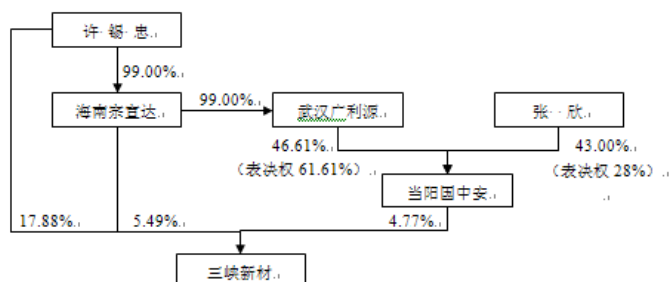 许 锡 忠
99.00%
海南宗宣达
99.00%
武汉广利源
张 欣
46.61%
43.00%
（表决权 61.61%）
（表决权 28%）
当阳国中安
17.88%
5.49%
4.77%
三峡新材